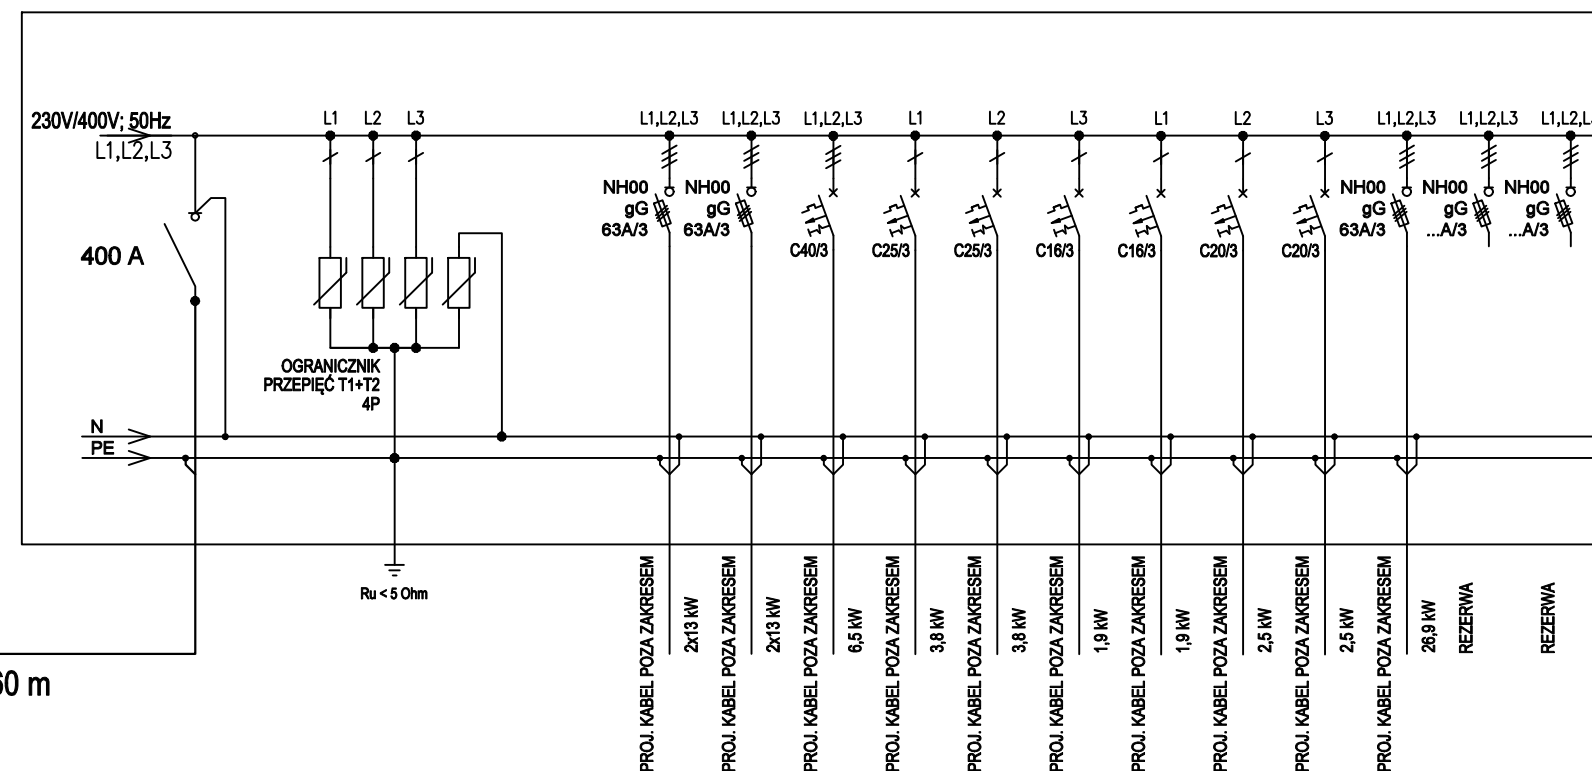 230V/400V; 50Hz
L1,L2,L3
L1
L2
L3
L1,L2,L3
L1,L2,L3
L1,L2,L3
L1
L2
L3
L1
L2
L3
L1,L2,L3
L1,L2,L3
L1,L2,L3
400 A
NH00
gG
63A/3
NH00
gG
63A/3
C40/3
C25/3
C25/3
C16/3
C16/3
C20/3
C20/3
NH00
gG
63A/3
NH00
gG
...A/3
NH00
gG
...A/3
OGRANICZNIK
PRZEPIĘĆ T1+T2
4P
N
PE
Ru < 5 Ohm
PROJ. KABEL POZA ZAKRESEM
2x13 kW
PROJ. KABEL POZA ZAKRESEM
2x13 kW
PROJ. KABEL POZA ZAKRESEM
6,5 kW
PROJ. KABEL POZA ZAKRESEM
3,8 kW
PROJ. KABEL POZA ZAKRESEM
3,8 kW
PROJ. KABEL POZA ZAKRESEM
1,9 kW
PROJ. KABEL POZA ZAKRESEM
1,9 kW
PROJ. KABEL POZA ZAKRESEM
2,5 kW
PROJ. KABEL POZA ZAKRESEM
2,5 kW
PROJ. KABEL POZA ZAKRESEM
26,9 kW
REZERWA
REZERWA
m